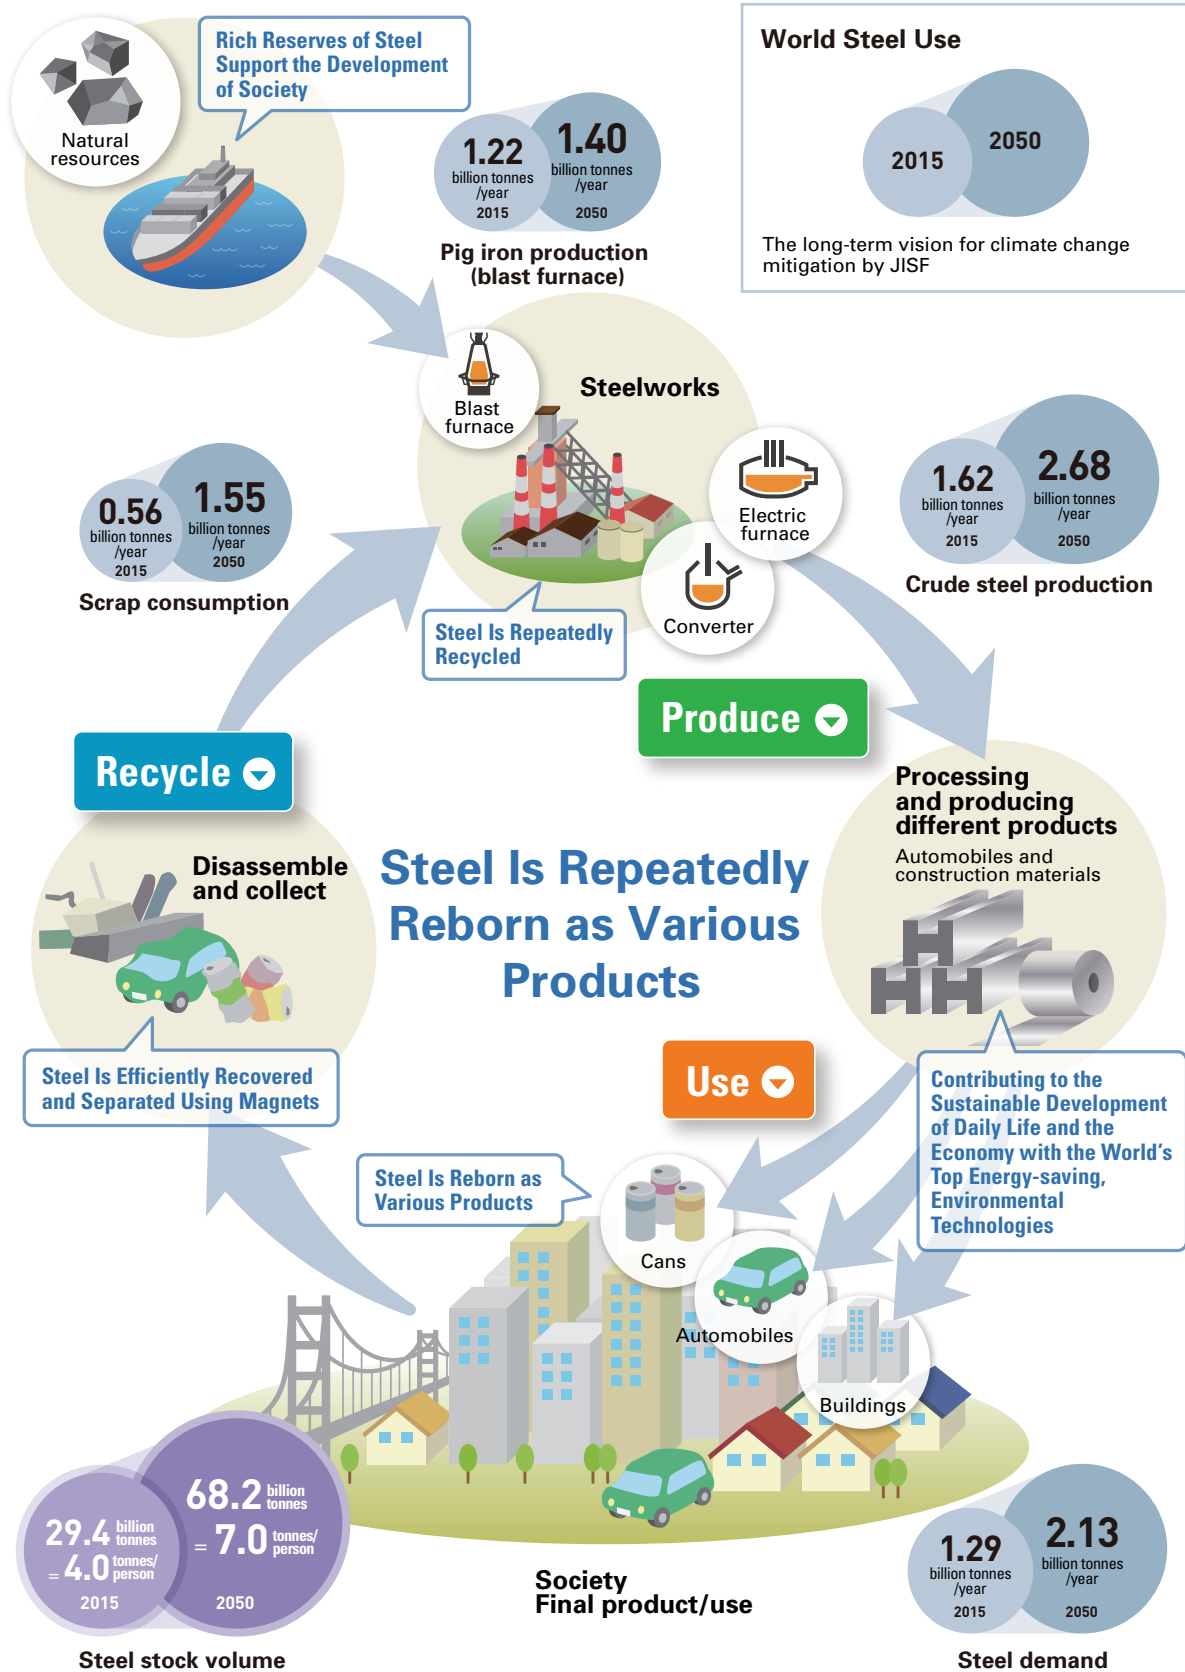 Rich Reserves of Steel
Support the Development
of Society
Natural
resources
World Steel Use
2015
2050
The long-term vision for climate change
mitigation by JISF
1.22
billion tonnes
/year
2015
1.40
billion tonnes
/year
2050
Pig iron production
(blast furnace)
Blast
furnace
Steelworks
Electric
furnace
Converter
0.56
billion tonnes
/year
2015
1.55
billion tonnes
/year
2050
Scrap consumption
1.62
billion tonnes
/year
2015
2.68
billion tonnes
/year
2050
Crude steel production
Steel Is Repeatedly
Recycled
Produce
Recycle
Processing
and producing
different products
Automobiles and
construction materials
Disassemble
and collect
Steel Is Repeatedly
Reborn as Various
Products
Steel Is Efficiently Recovered
and Separated Using Magnets
Use
Contributing to the
Sustainable Development
of Daily Life and the
Economy with the World's
Top Energy-saving,
Environmental
Technologies
Steel Is Reborn as
Various Products
Cans
Automobiles
Buildings
29.4 billion tonnes
= 4.0 tonnes/person
2015
68.2 billion tonnes
= 7.0 tonnes/person
2050
Steel stock volume
Society
Final product/use
1.29
billion tonnes
/year
2015
2.13
billion tonnes
/year
2050
Steel demand